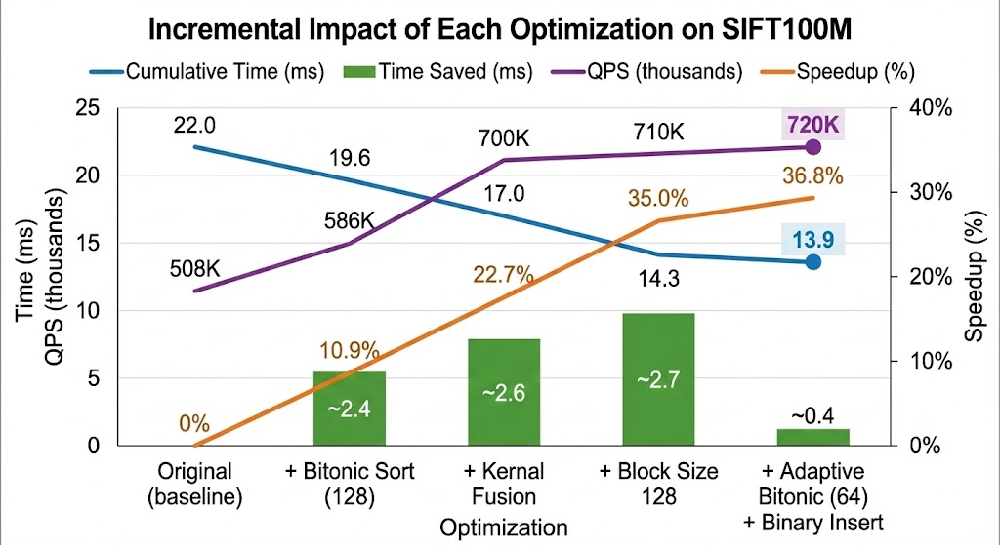 Incremental Impact of Each Optimization on SIFT100M
Cumulative Time (ms) Time Saved (ms) QPS (thousands) Speedup (%)
Time (ms)
QPS (thousands)
25
20
15
10
5
0
22.0
19.6
17.0
14.3
13.9
508K
586K
700K
710K
720K
0%
10.9%
22.7%
35.0%
36.8%
~2.4
~2.6
~2.7
~0.4
40%
30%
20%
10%
0%
Speedup (%)
Original
(baseline)
+ Bitonic Sort
(128)
+ Kernal
Fusion
+ Block Size
128
+ Adaptive
Bitonic (64)
+ Binary Insert
Optimization